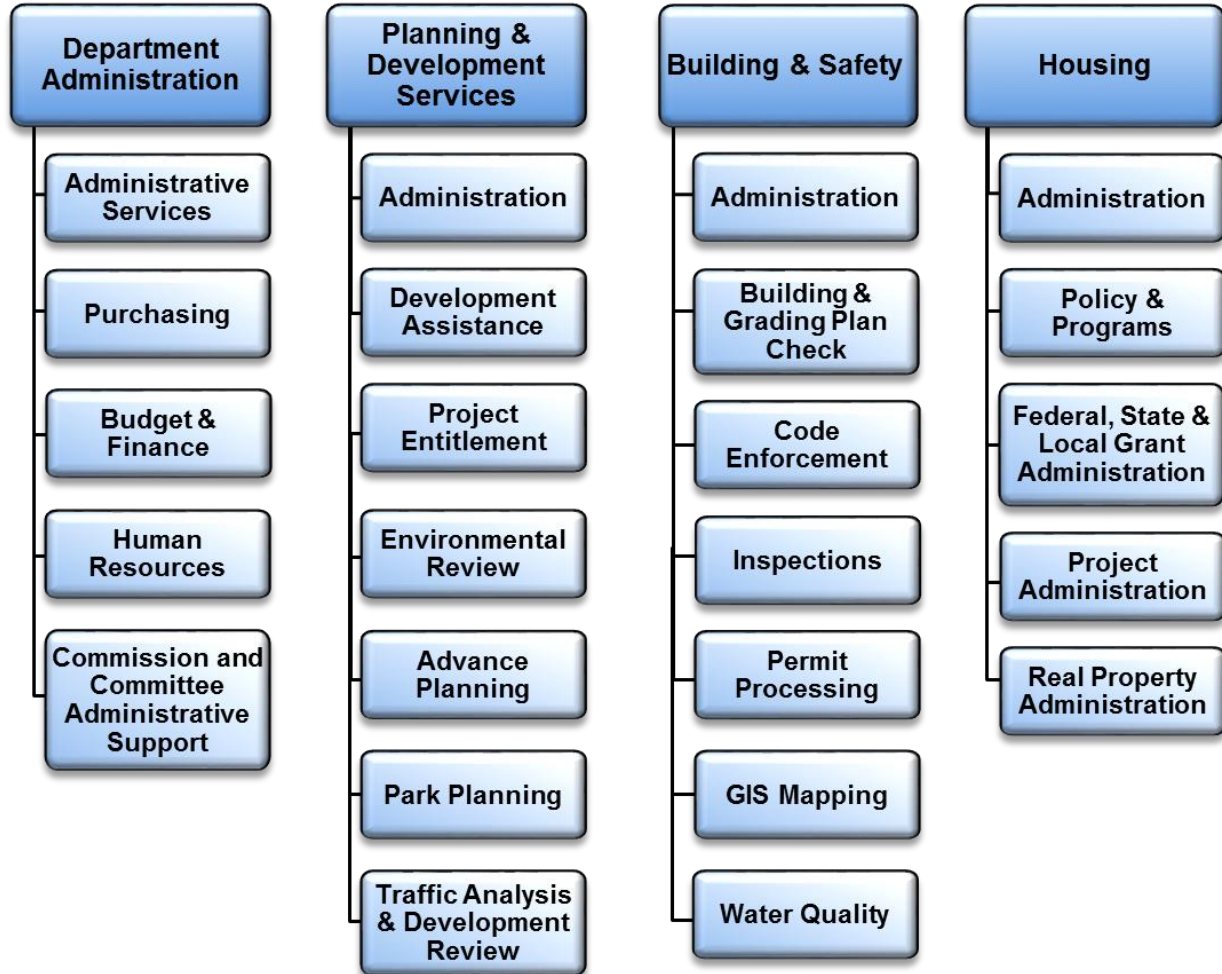 Department
Administration
Administrative
Services
Purchasing
Budget &
Finance
Human
Resources
Commission and
Committee
Administrative
Support
Planning &
Development
Services
Administration
Development
Assistance
Project
Entitlement
Environmental
Review
Advance
Planning
Park Planning
Traffic Analysis
& Development
Review
Building & Safety
Administration
Building &
Grading Plan
Check
Code
Enforcement
Inspections
Permit
Processing
GIS Mapping
Water Quality
Housing
Administration
Policy &
Programs
Federal, State &
Local Grant
Administration
Project
Administration
Real Property
Administration